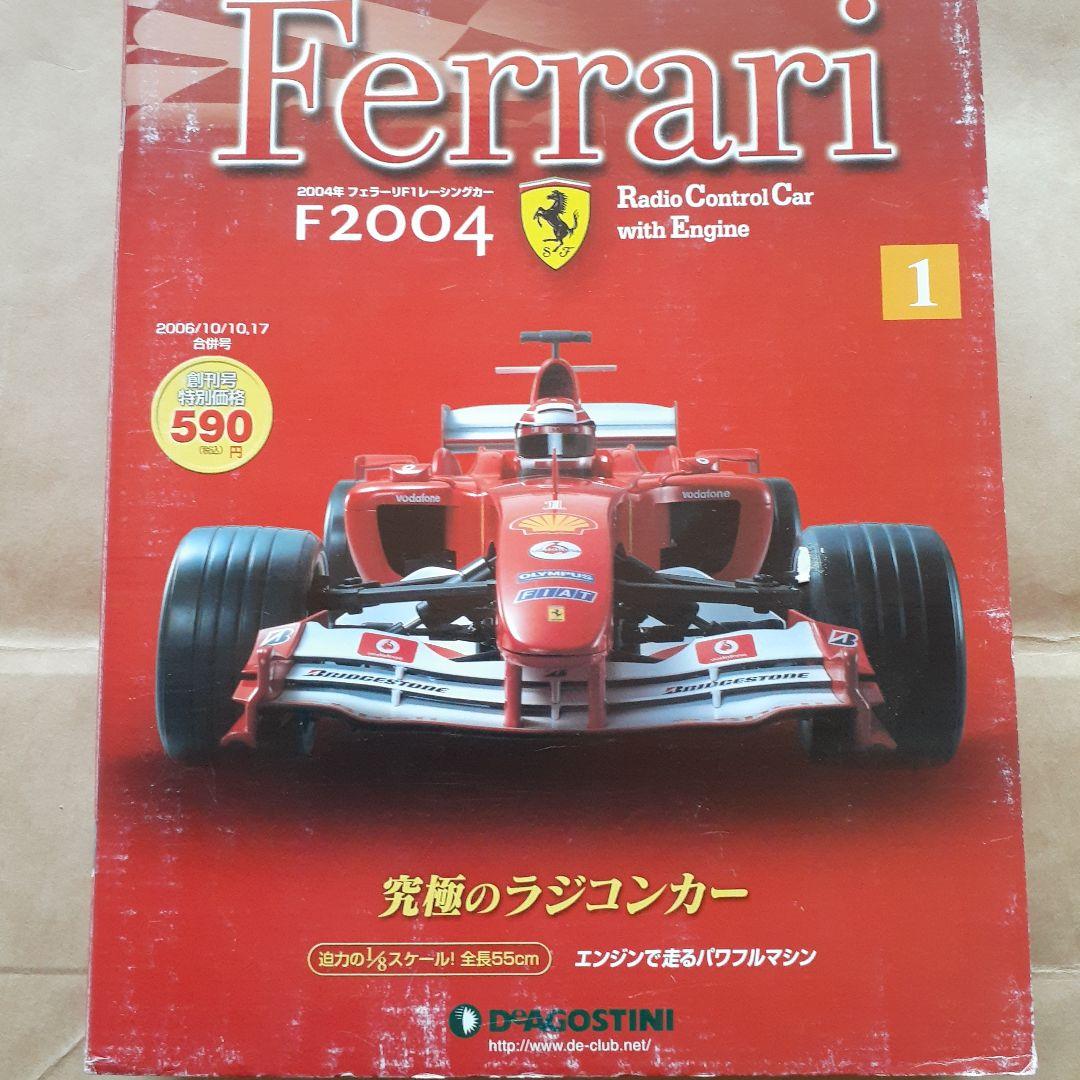 Ferrari
2004年 フェラーリF1レーシングカー
F2004
S F
Radio Control Car
with Engine
1
2006/10/10,17
合併号
創刊号
特別価格
590
(税込) 円
vodafone
vodafone
OLYMPUS
FIAT
vodafone
vodafone
BRIDGESTONE
BRIDGESTONE
究極のラジコンカー
迫力の1/8スケール! 全長55cm
エンジンで走るパワフルマシン
DeAGOSTINI
http://www.de-club.net/